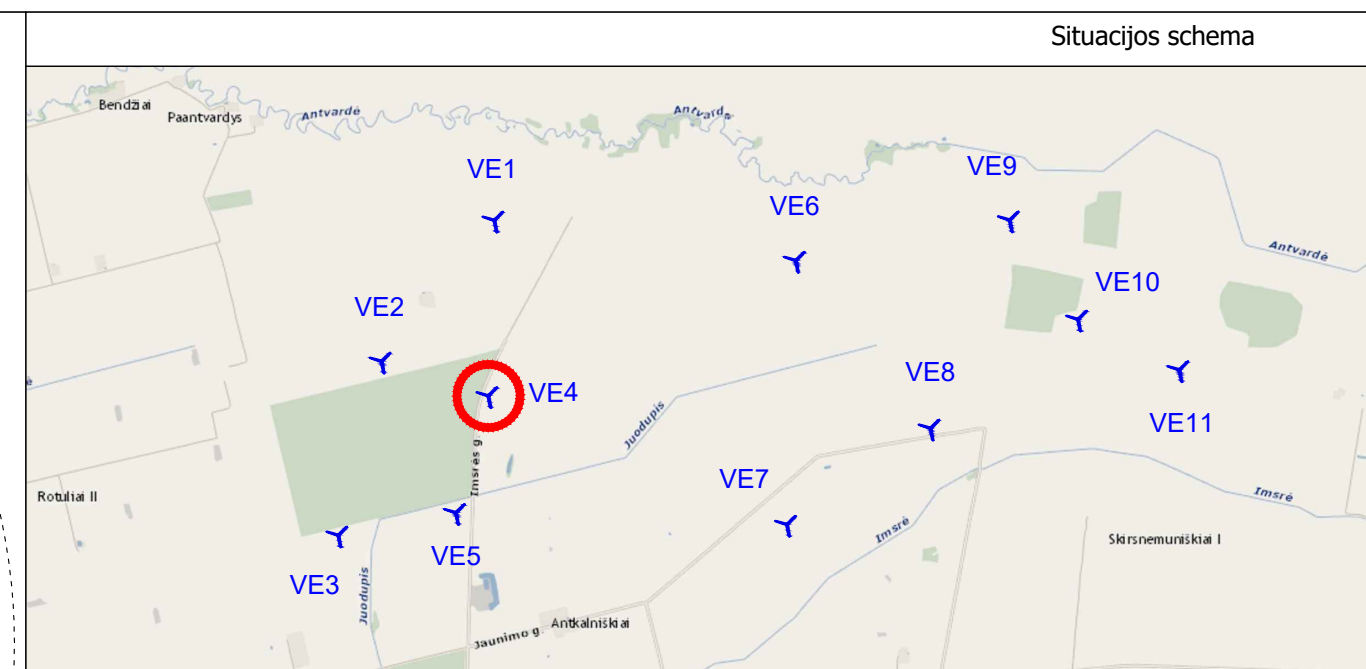 Situacijos schema
Bendžiai
Paantvardys
Antvardė
Antvardė
VE1
VE9
VE6
Antvardė
VE10
VE2
VE8
VE4
Juodupis
VE11
Imsrės g.
VE7
Rotuliai II
Imsrė
Imsrė
Skirsnemuniškiai I
VE5
VE3
Juodupis
Antkalniškiai
Jaunimo g.